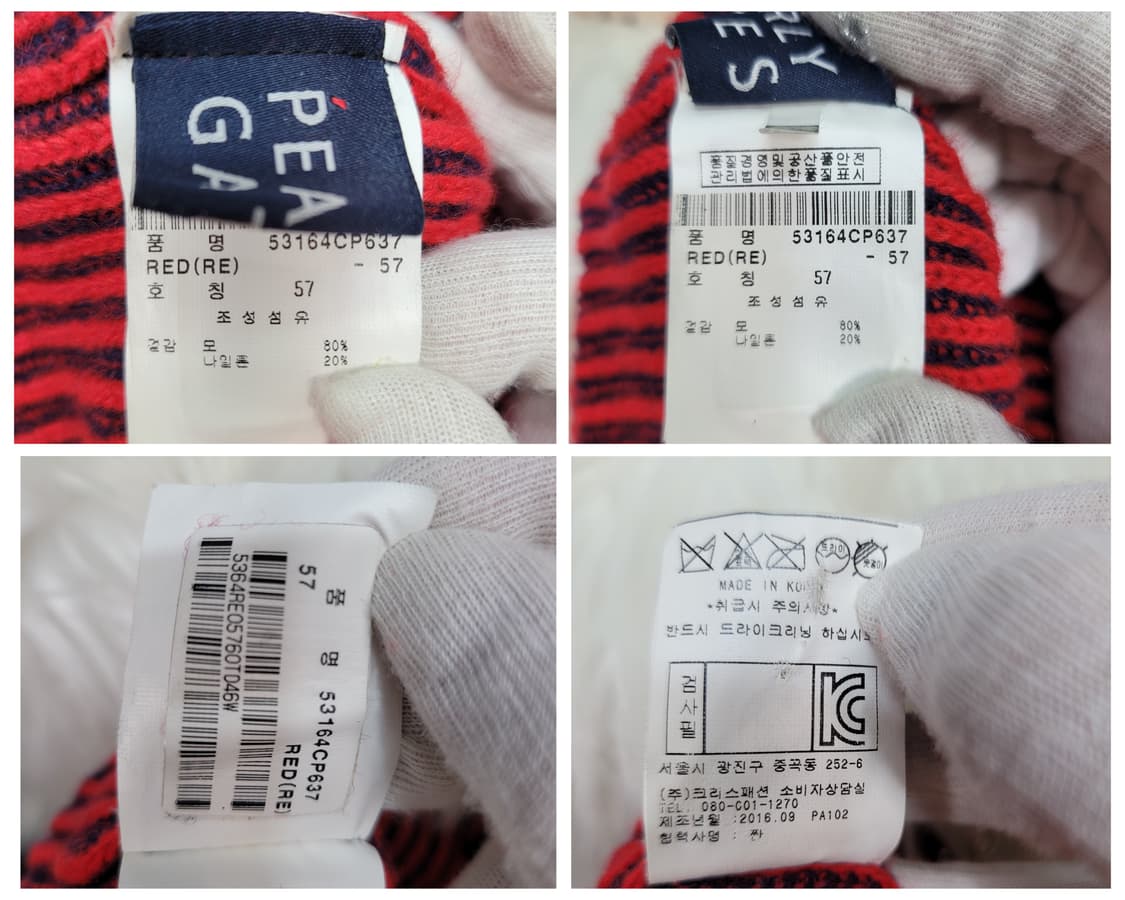 PEA
GA
품 명 53164CP637
RED(RE) - 57
호 칭 57
조성섬유
겉감 모 80%
나일론 20%
RLY
ES
품질경영및공산품안전
관리법에의한품질표시
품 명 53164CP637
RED(RE) - 57
호 칭 57
조성섬유
겉감 모 80%
나일론 20%
57 품 명 53164CP637
RED(RE)
5364RE05760T046W
드라이
MADE IN KO
*취급시 주의사항*
반드시 드라이크리닝 하십시오
검사필
서울시 광진구 중곡동 252-6
(주)크리스패션 소비자상담실
TEL. 080-001-1270
제조년월 :2016.09 PA102
협력사명 : 짠